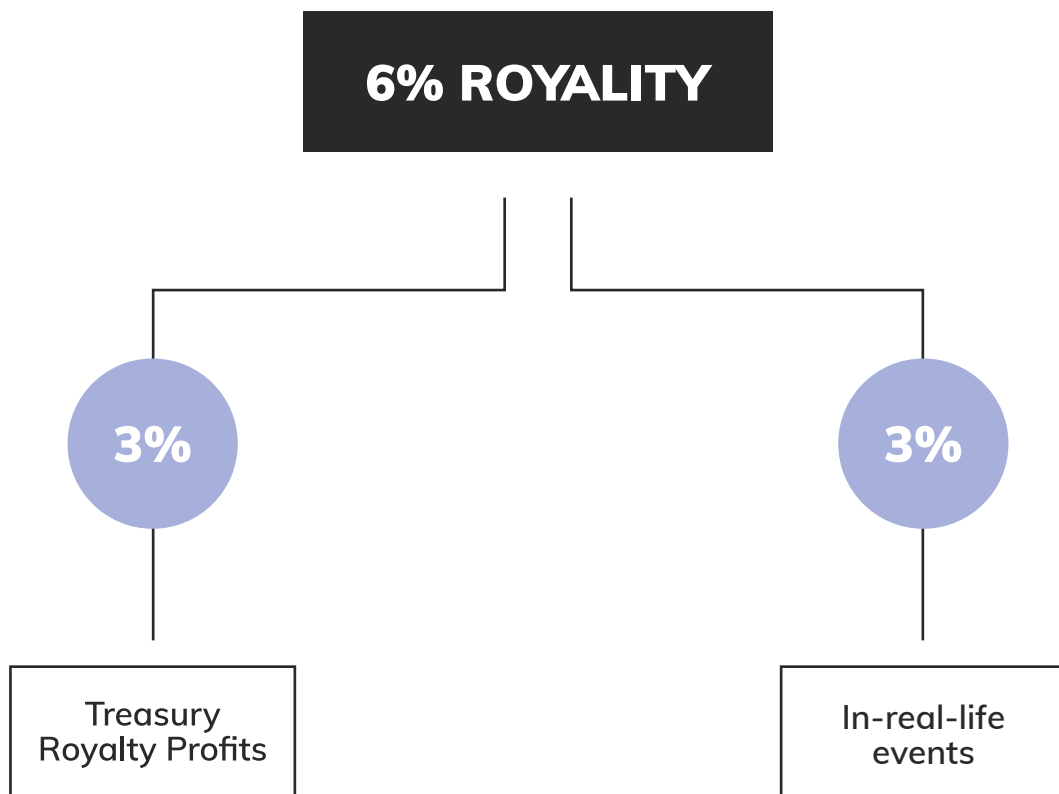 6% ROYALITY
3%
3%
Treasury
Royalty Profits
In-real-life
events